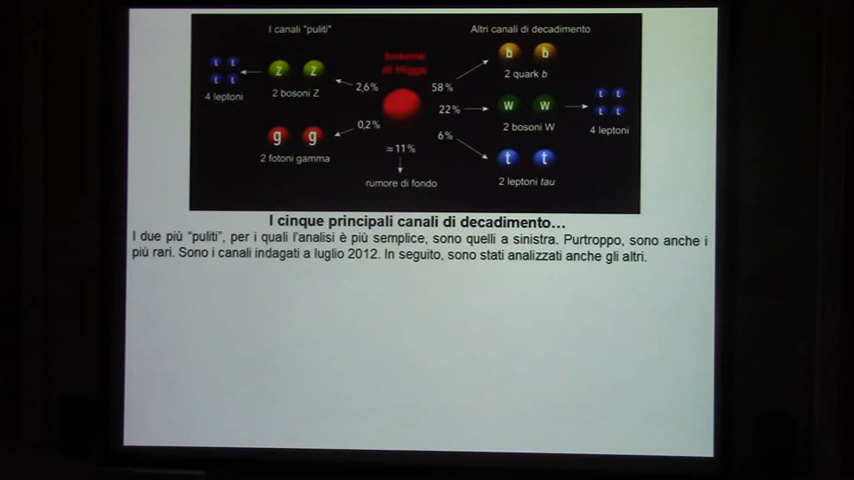 I canali "puliti"
Altri canali di decadimento
bosone
di Higgs
t t
t t
4 leptoni
z z
2 bosoni Z
2,6%
58%
b b
2 quark b
g g
2 fotoni gamma
0,2%
22%
w w
2 bosoni W
t t
t t
4 leptoni
≈11%
rumore di fondo
6%
t t
2 leptoni tau
I cinque principali canali di decadimento…
I due più “puliti”, per i quali l’analisi è più semplice, sono quelli a sinistra. Purtroppo, sono anche i
più rari. Sono i canali indagati a luglio 2012. In seguito, sono stati analizzati anche gli altri.